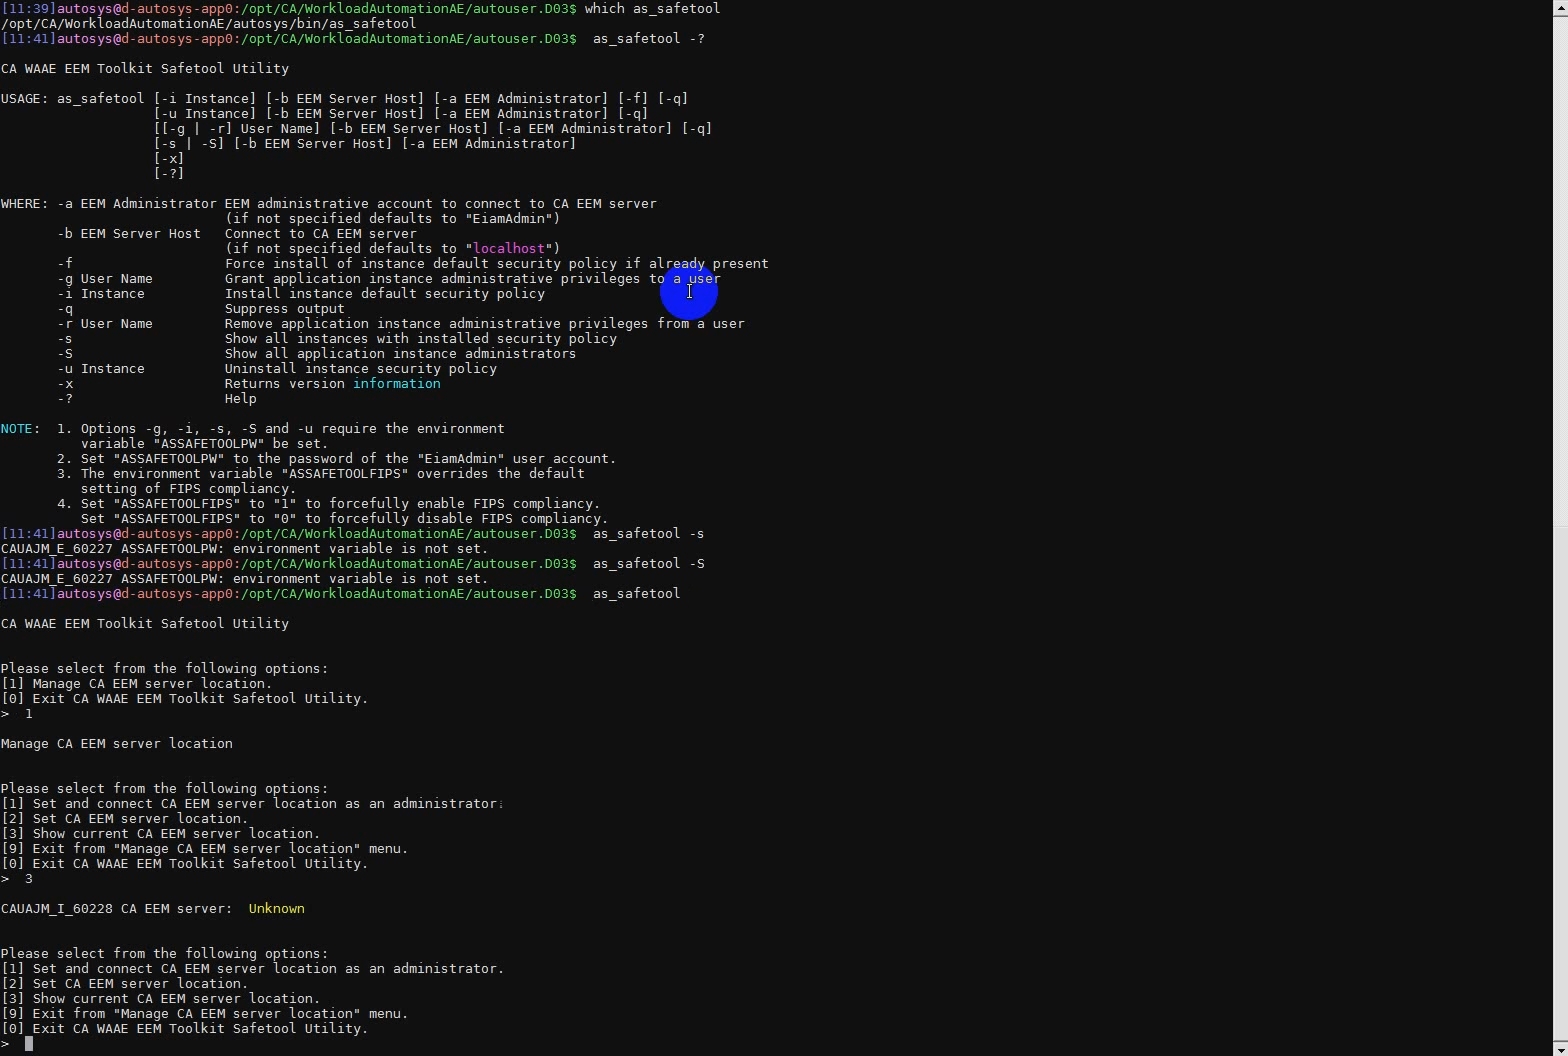 [11:39]autosys@d-autosys-app0:/opt/CA/WorkloadAutomationAE/autouser.D03$ which as_safetool
/opt/CA/WorkloadAutomationAE/autosys/bin/as_safetool
[11:41]autosys@d-autosys-app0:/opt/CA/WorkloadAutomationAE/autouser.D03$  as_safetool -?
CA WAAE EEM Toolkit Safetool Utility
USAGE: as_safetool [-i Instance] [-b EEM Server Host] [-a EEM Administrator] [-f] [-q]
[-u Instance] [-b EEM Server Host] [-a EEM Administrator] [-q]
[[-g | -r] User Name] [-b EEM Server Host] [-a EEM Administrator] [-q]
[-s | -S] [-b EEM Server Host] [-a EEM Administrator]
[-x]
[-?]
WHERE: -a EEM Administrator EEM administrative account to connect to CA EEM server
(if not specified defaults to "EiamAdmin")
-b EEM Server Host   Connect to CA EEM server
(if not specified defaults to "localhost")
-f                   Force install of instance default security policy if already present
-g User Name         Grant application instance administrative privileges to a user
-i Instance          Install instance default security policy
-q                   Suppress output
-r User Name         Remove application instance administrative privileges from a user
-s                   Show all instances with installed security policy
-S                   Show all application instance administrators
-u Instance          Uninstall instance security policy
-x                   Returns version information
-?                   Help
NOTE:  1. Options -g, -i, -s, -S and -u require the environment
variable "ASSAFETOOLPW" be set.
2. Set "ASSAFETOOLPW" to the password of the "EiamAdmin" user account.
3. The environment variable "ASSAFETOOLFIPS" overrides the default
setting of FIPS compliancy.
4. Set "ASSAFETOOLFIPS" to "1" to forcefully enable FIPS compliancy.
Set "ASSAFETOOLFIPS" to "0" to forcefully disable FIPS compliancy.
[11:41]autosys@d-autosys-app0:/opt/CA/WorkloadAutomationAE/autouser.D03$  as_safetool -s
CAUAJM_E_60227 ASSAFETOOLPW: environment variable is not set.
[11:41]autosys@d-autosys-app0:/opt/CA/WorkloadAutomationAE/autouser.D03$  as_safetool -S
CAUAJM_E_60227 ASSAFETOOLPW: environment variable is not set.
[11:41]autosys@d-autosys-app0:/opt/CA/WorkloadAutomationAE/autouser.D03$  as_safetool
CA WAAE EEM Toolkit Safetool Utility
Please select from the following options:
[1] Manage CA EEM server location.
[0] Exit CA WAAE EEM Toolkit Safetool Utility.
>  1
Manage CA EEM server location
Please select from the following options:
[1] Set and connect CA EEM server location as an administrator.
[2] Set CA EEM server location.
[3] Show current CA EEM server location.
[9] Exit from "Manage CA EEM server location" menu.
[0] Exit CA WAAE EEM Toolkit Safetool Utility.
>  3
CAUAJM_I_60228 CA EEM server:  Unknown
Please select from the following options:
[1] Set and connect CA EEM server location as an administrator.
[2] Set CA EEM server location.
[3] Show current CA EEM server location.
[9] Exit from "Manage CA EEM server location" menu.
[0] Exit CA WAAE EEM Toolkit Safetool Utility.
>